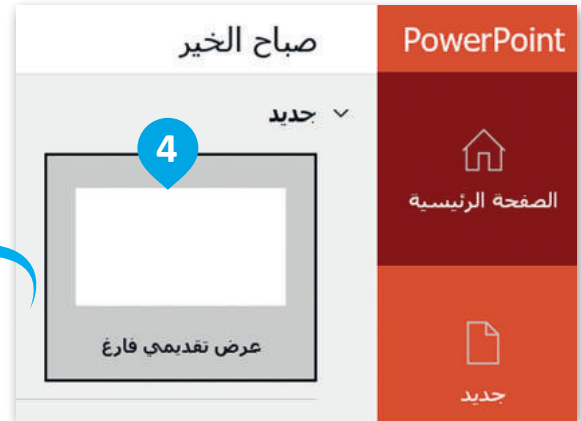 PowerPoint
الصفحة الرئيسية
جديد
صباح الخير
جديد
4
عرض تقديمي فارغ